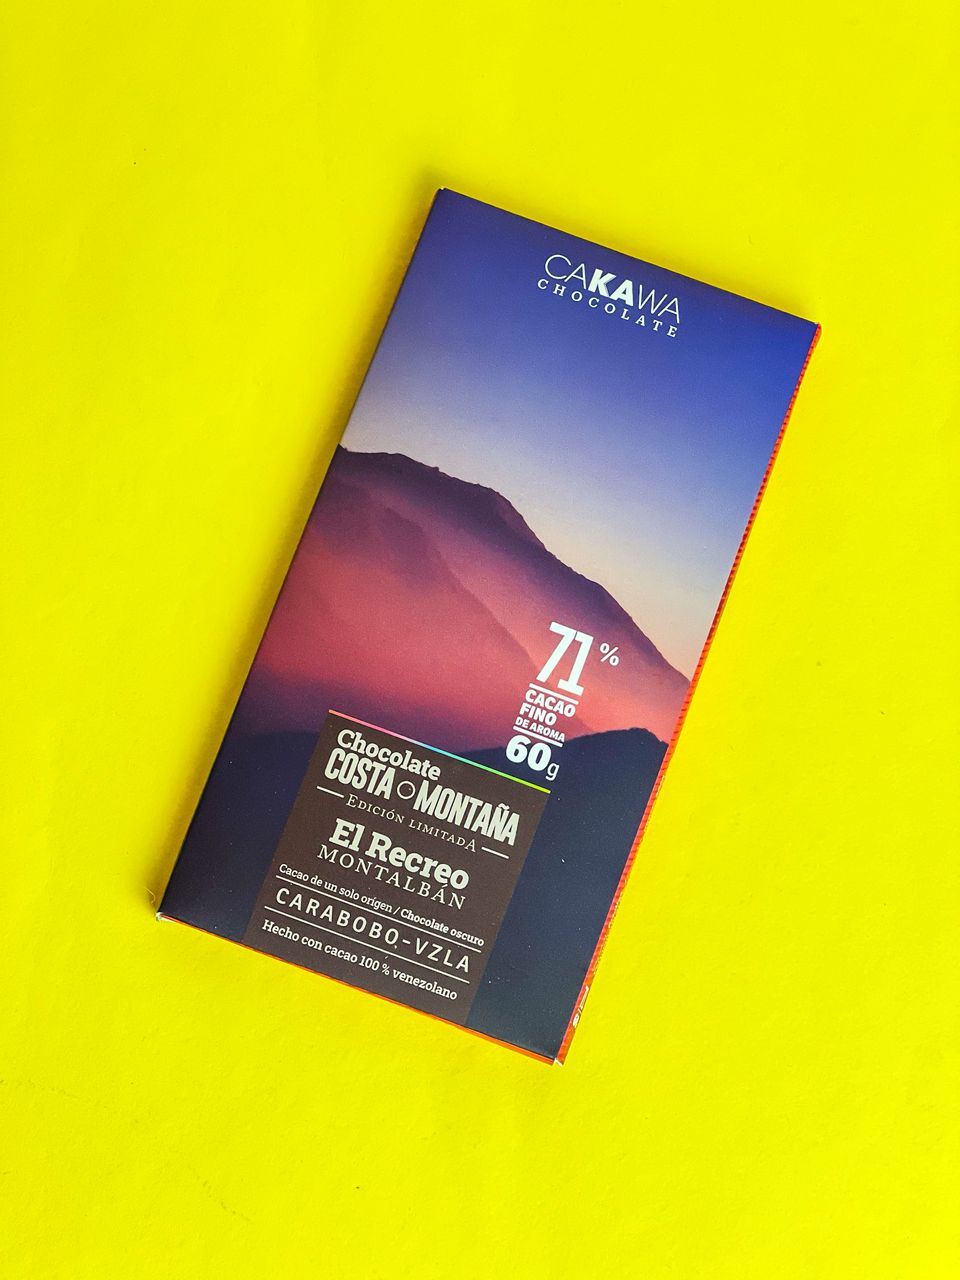 CAKAWA
CHOCOLATE
71%
CACAO
FINO
DE AROMA
60g
Chocolate
COSTA MONTAÑA
EDICIÓN LIMITADA
El Recreo
MONTALBÁN
Cacao de un solo origen / Chocolate oscuro
CARABOBO-VZLA
Hecho con cacao 100 % venezolano